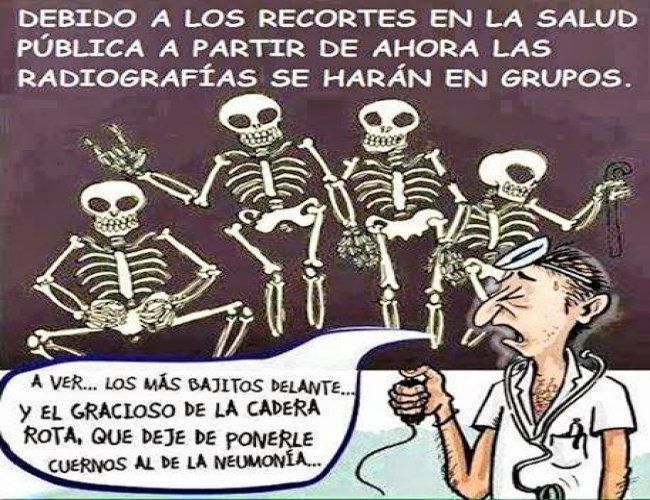 DEBIDO A LOS RECORTES EN LA SALUD
PÚBLICA A PARTIR DE AHORA LAS
RADIOGRAFÍAS SE HARÁN EN GRUPOS.
A VER... LOS MÁS BAJITOS DELANTE...
Y EL GRACIOSO DE LA CADERA
ROTA, QUE DEJE DE PONERLE
CUERNOS AL DE LA NEUMONÍA...